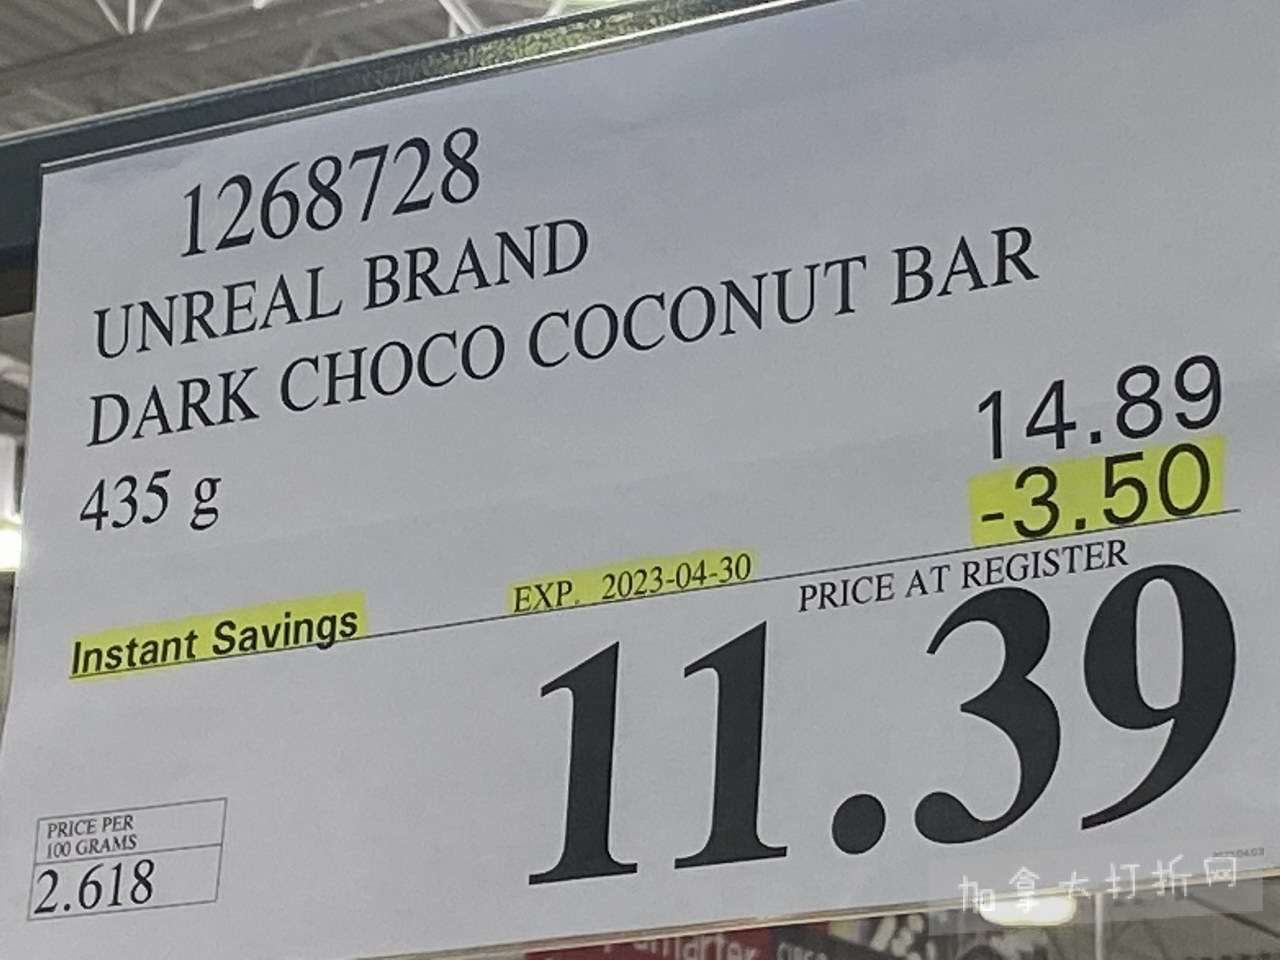 1268728
UNREAL BRAND
DARK CHOCO COCONUT BAR
435 g
14.89
-3.50
Instant Savings
EXP. 2023-04-30
PRICE AT REGISTER
11.39
PRICE PER
100 GRAMS
2.618
加拿大打折网